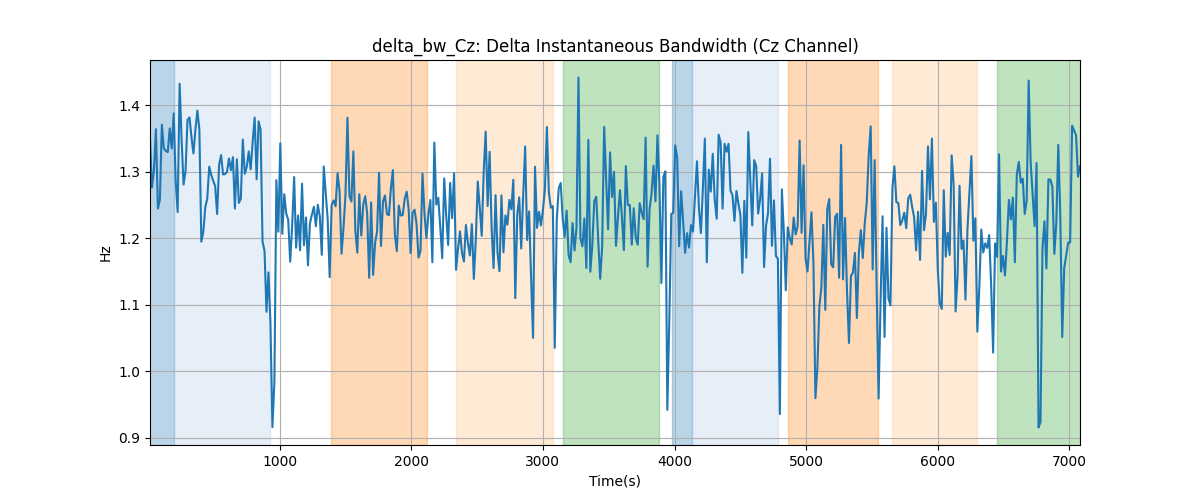 delta_bw_Cz: Delta Instantaneous Bandwidth (Cz Channel)
Hz
1.4
1.3
1.2
1.1
1.0
0.9
1000 2000 3000 4000 5000 6000 7000
Time(s)